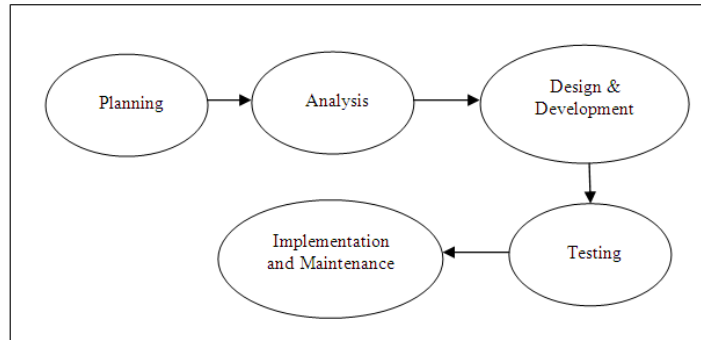 Planning
Analysis
Design &
Development
Testing
Implementation
and Maintenance